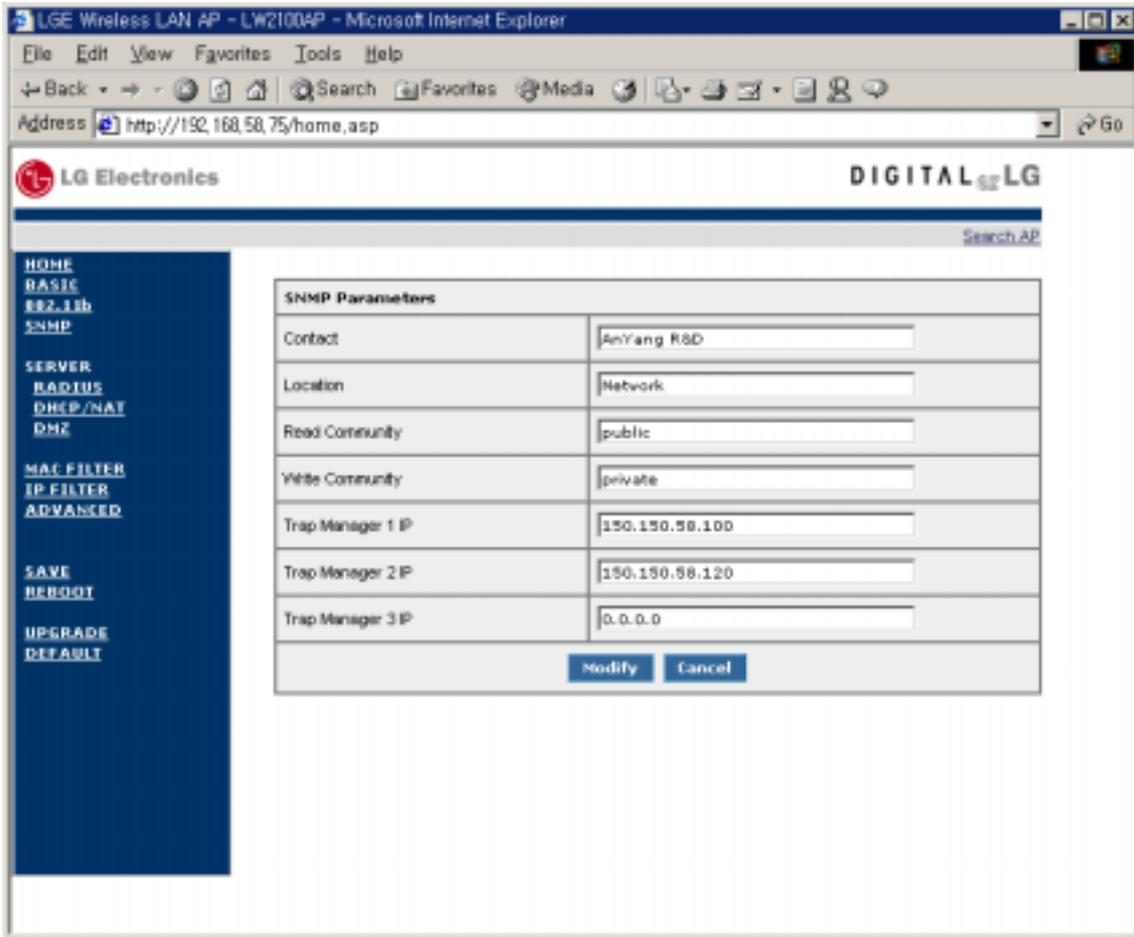 LGE Wireless LAN AP - LW2100AP - Microsoft Internet Explorer
File Edit View Favorites Tools Help
Back Search Favorites Media
Address http://192,168,58,75/home,asp Go
LG Electronics
DIGITAL LG
Search AP
HOME
BASIC
802.11b
SNMP
SERVER
RADIUS
DHCP/NAT
DMZ
MAC FILTER
IP FILTER
ADVANCED
SAVE
REBOOT
UPGRADE
DEFAULT
SNMP Parameters
Contact AnYang R&D
Location Network
Read Community public
Write Community private
Trap Manager 1 IP 150.150.58.100
Trap Manager 2 IP 150.150.58.120
Trap Manager 3 IP 0.0.0.0
Modify Cancel